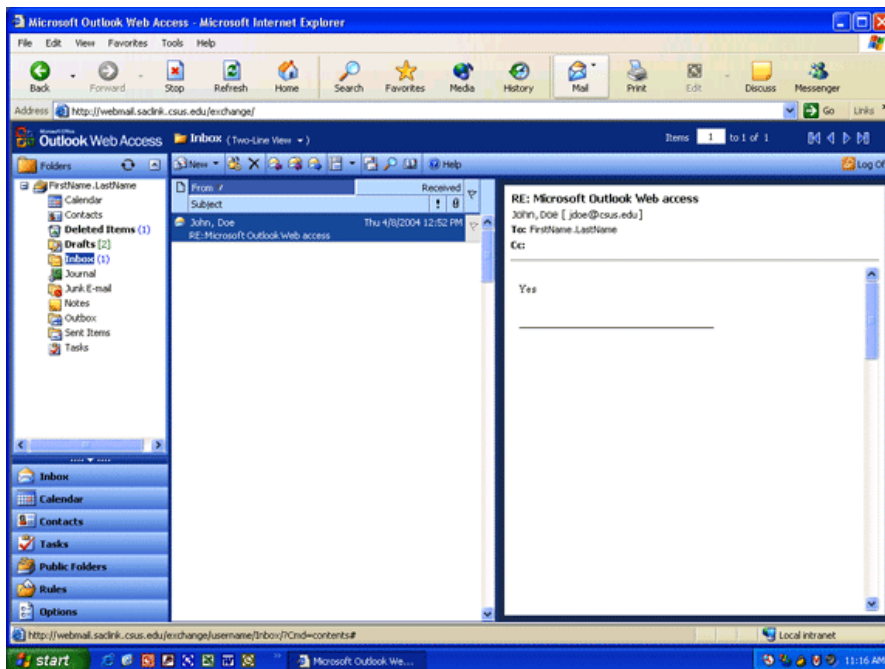 Microsoft Outlook Web Access - Microsoft Internet Explorer
File Edit View Favorites Tools Help
Back Forward Stop Refresh Home Search Favorites Media History Mail Print Edit Discuss Messenger
Address http://webmail.saclink.csus.edu/exchange/ Go Links
Microsoft Office
Outlook Web Access Inbox (Two-Line View) Items 1 to 1 of 1
Folders New Help Log Of
FirstName.LastName
Calendar
Contacts
Deleted Items (1)
Drafts [2]
Inbox (1)
Journal
Junk E-mail
Notes
Outbox
Sent Items
Tasks
From / Received
Subject !
John, Doe Thu 4/8/2004 12:52 PM
RE:Microsoft Outlook Web access
RE: Microsoft Outlook Web access
John, Doe [ jdoe@csus.edu ]
To: FirstName.LastName
Cc:
Yes
Inbox
Calendar
Contacts
Tasks
Public Folders
Rules
Options
http://webmail.saclink.csus.edu/exchange/username/Inbox/?Cmd=contents# Local intranet
start Microsoft Outlook We... 11:16 AM